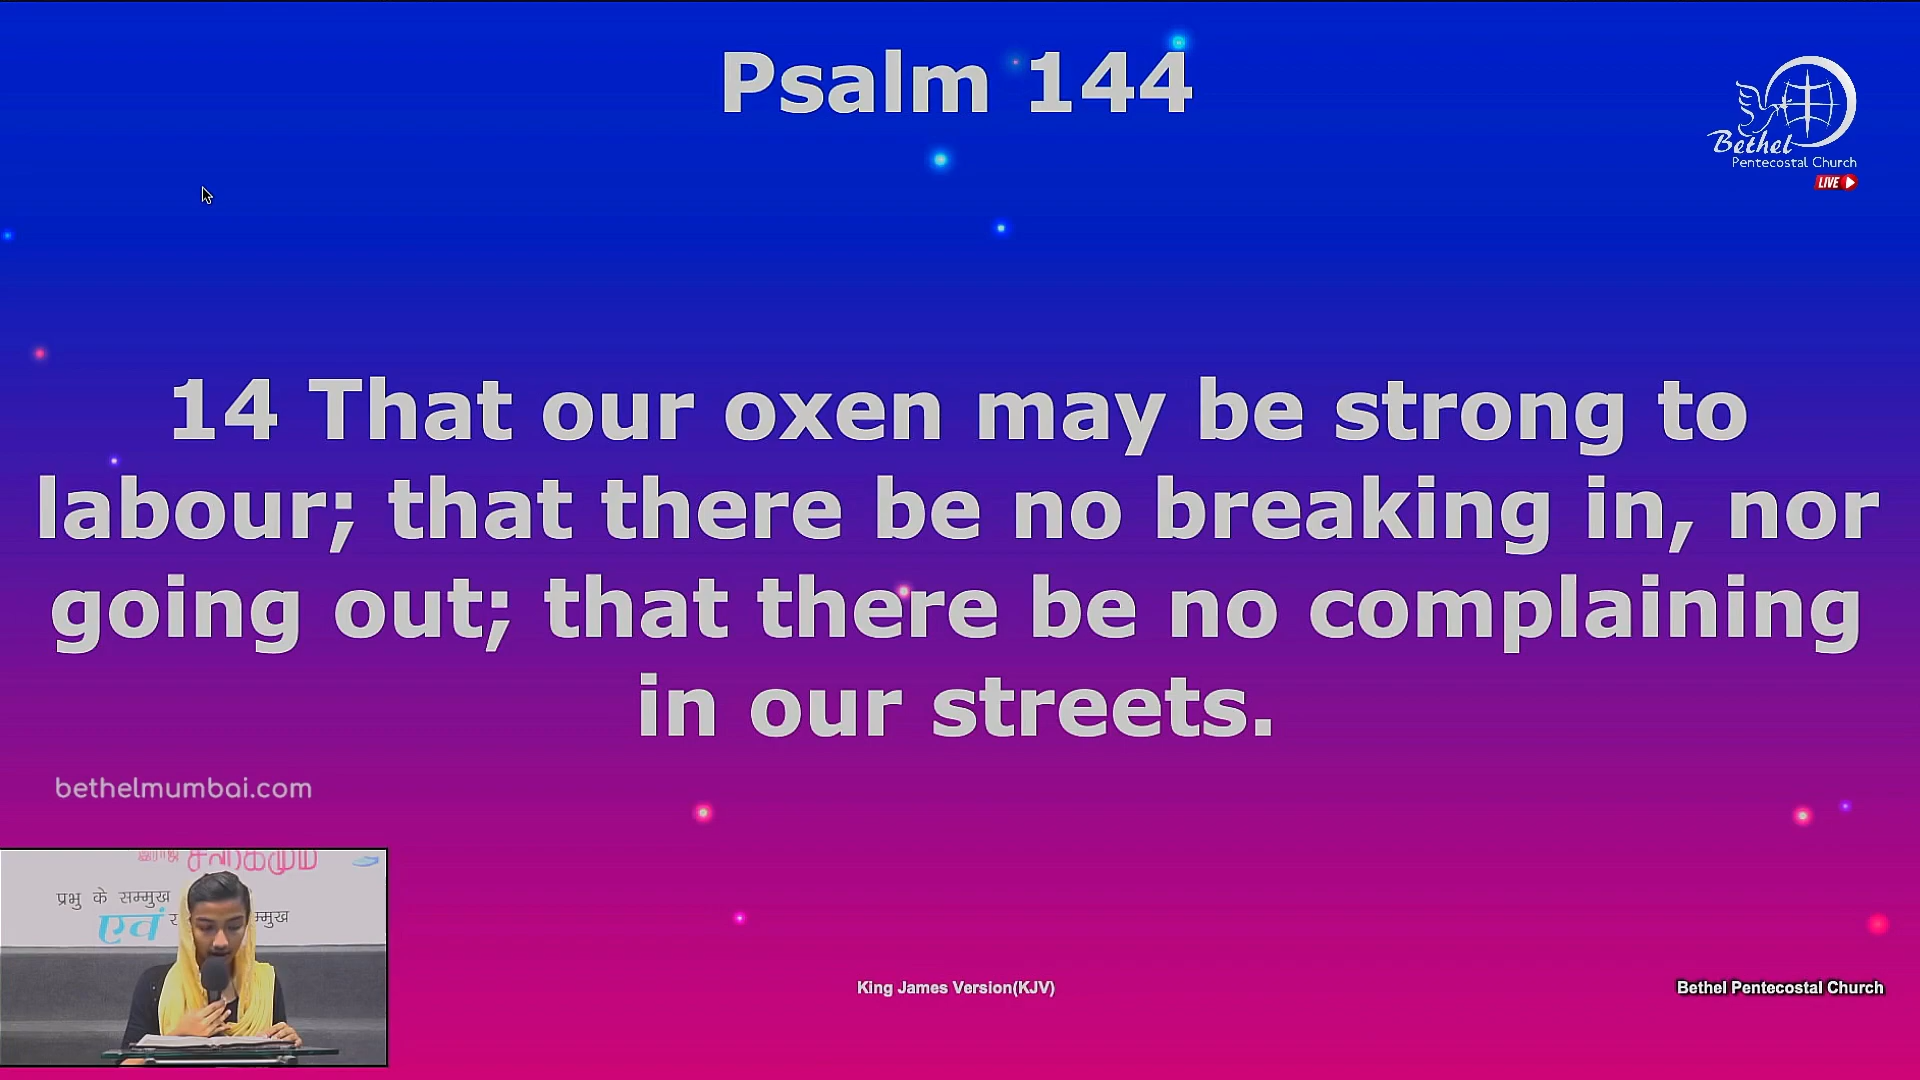 Psalm 144
Bethel
Pentecostal Church
LIVE
14 That our oxen may be strong to
labour; that there be no breaking in, nor
going out; that there be no complaining
in our streets.
bethelmumbai.com
प्रभु के सम्मुख
एवं
म्मुख
King James Version(KJV)
Bethel Pentecostal Church